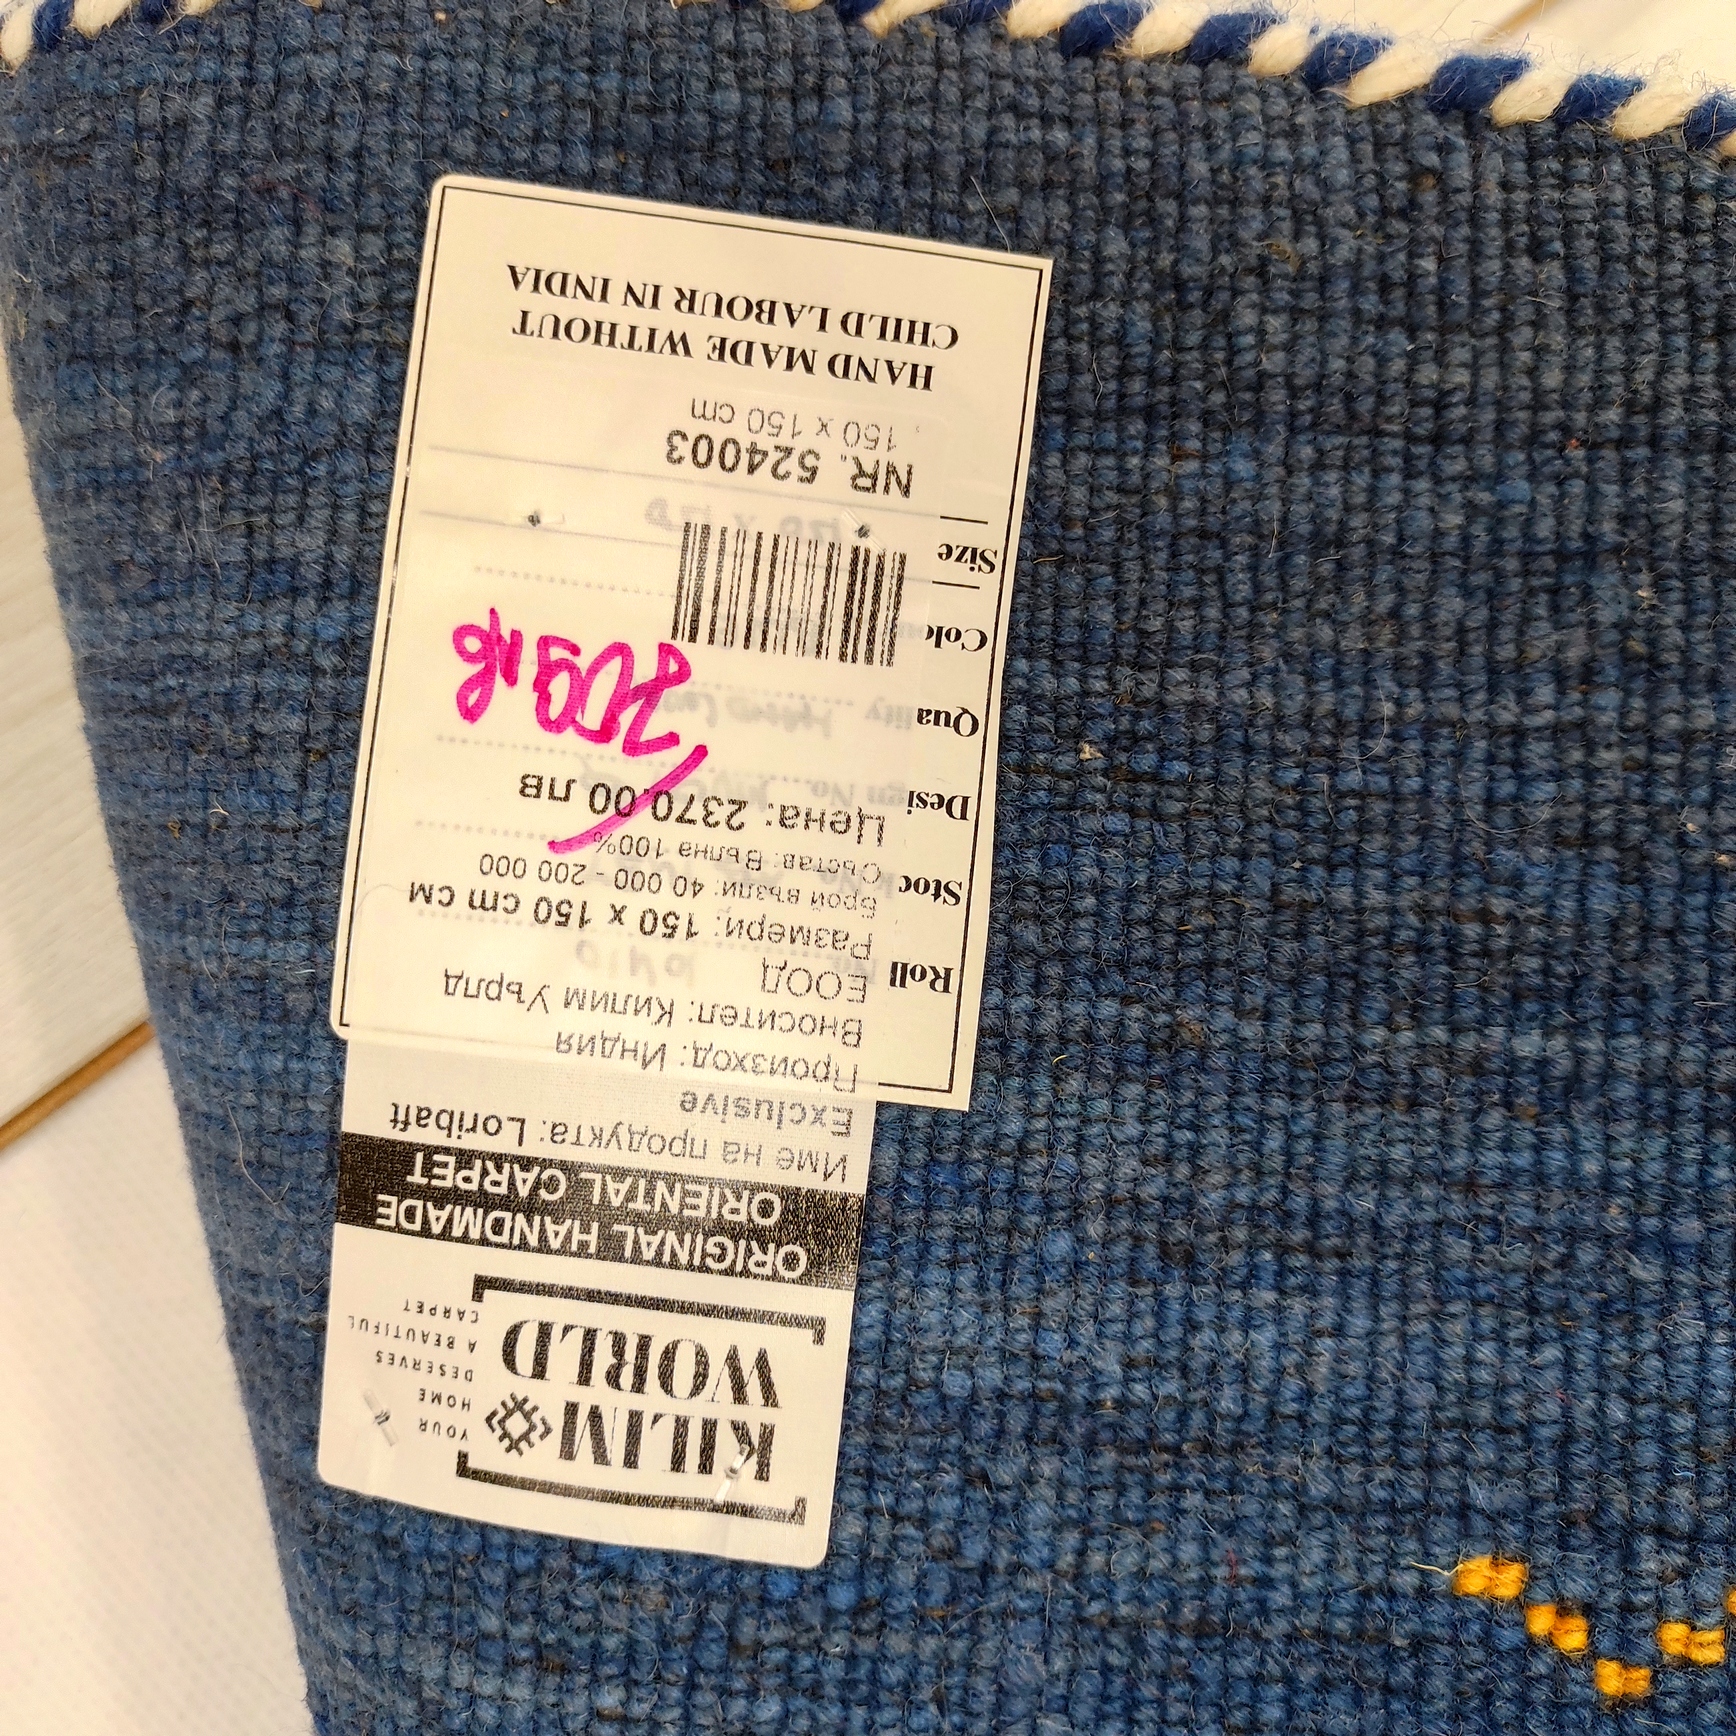 KILIM
WORLD
YOUR
HOME
DESERVES
A BEAUTIFUL
CARPET
ORIGINAL HANDMADE
ORIENTAL CARPET
Име на продукта: Loribaft
Exclusive
Произход: Индия
Вносител: Килим Уърлд
ЕООД
Размери: 150 x 150 cm см
Брой възли: 40 000 - 200 000
Състав: Вълна 100%
Цена: 2370.00 лв
709 лв
NR. 524003
150 x 150 cm
Roll
Stoc
Desi
Qua
Colo
Size
HAND MADE WITHOUT
CHILD LABOUR IN INDIA